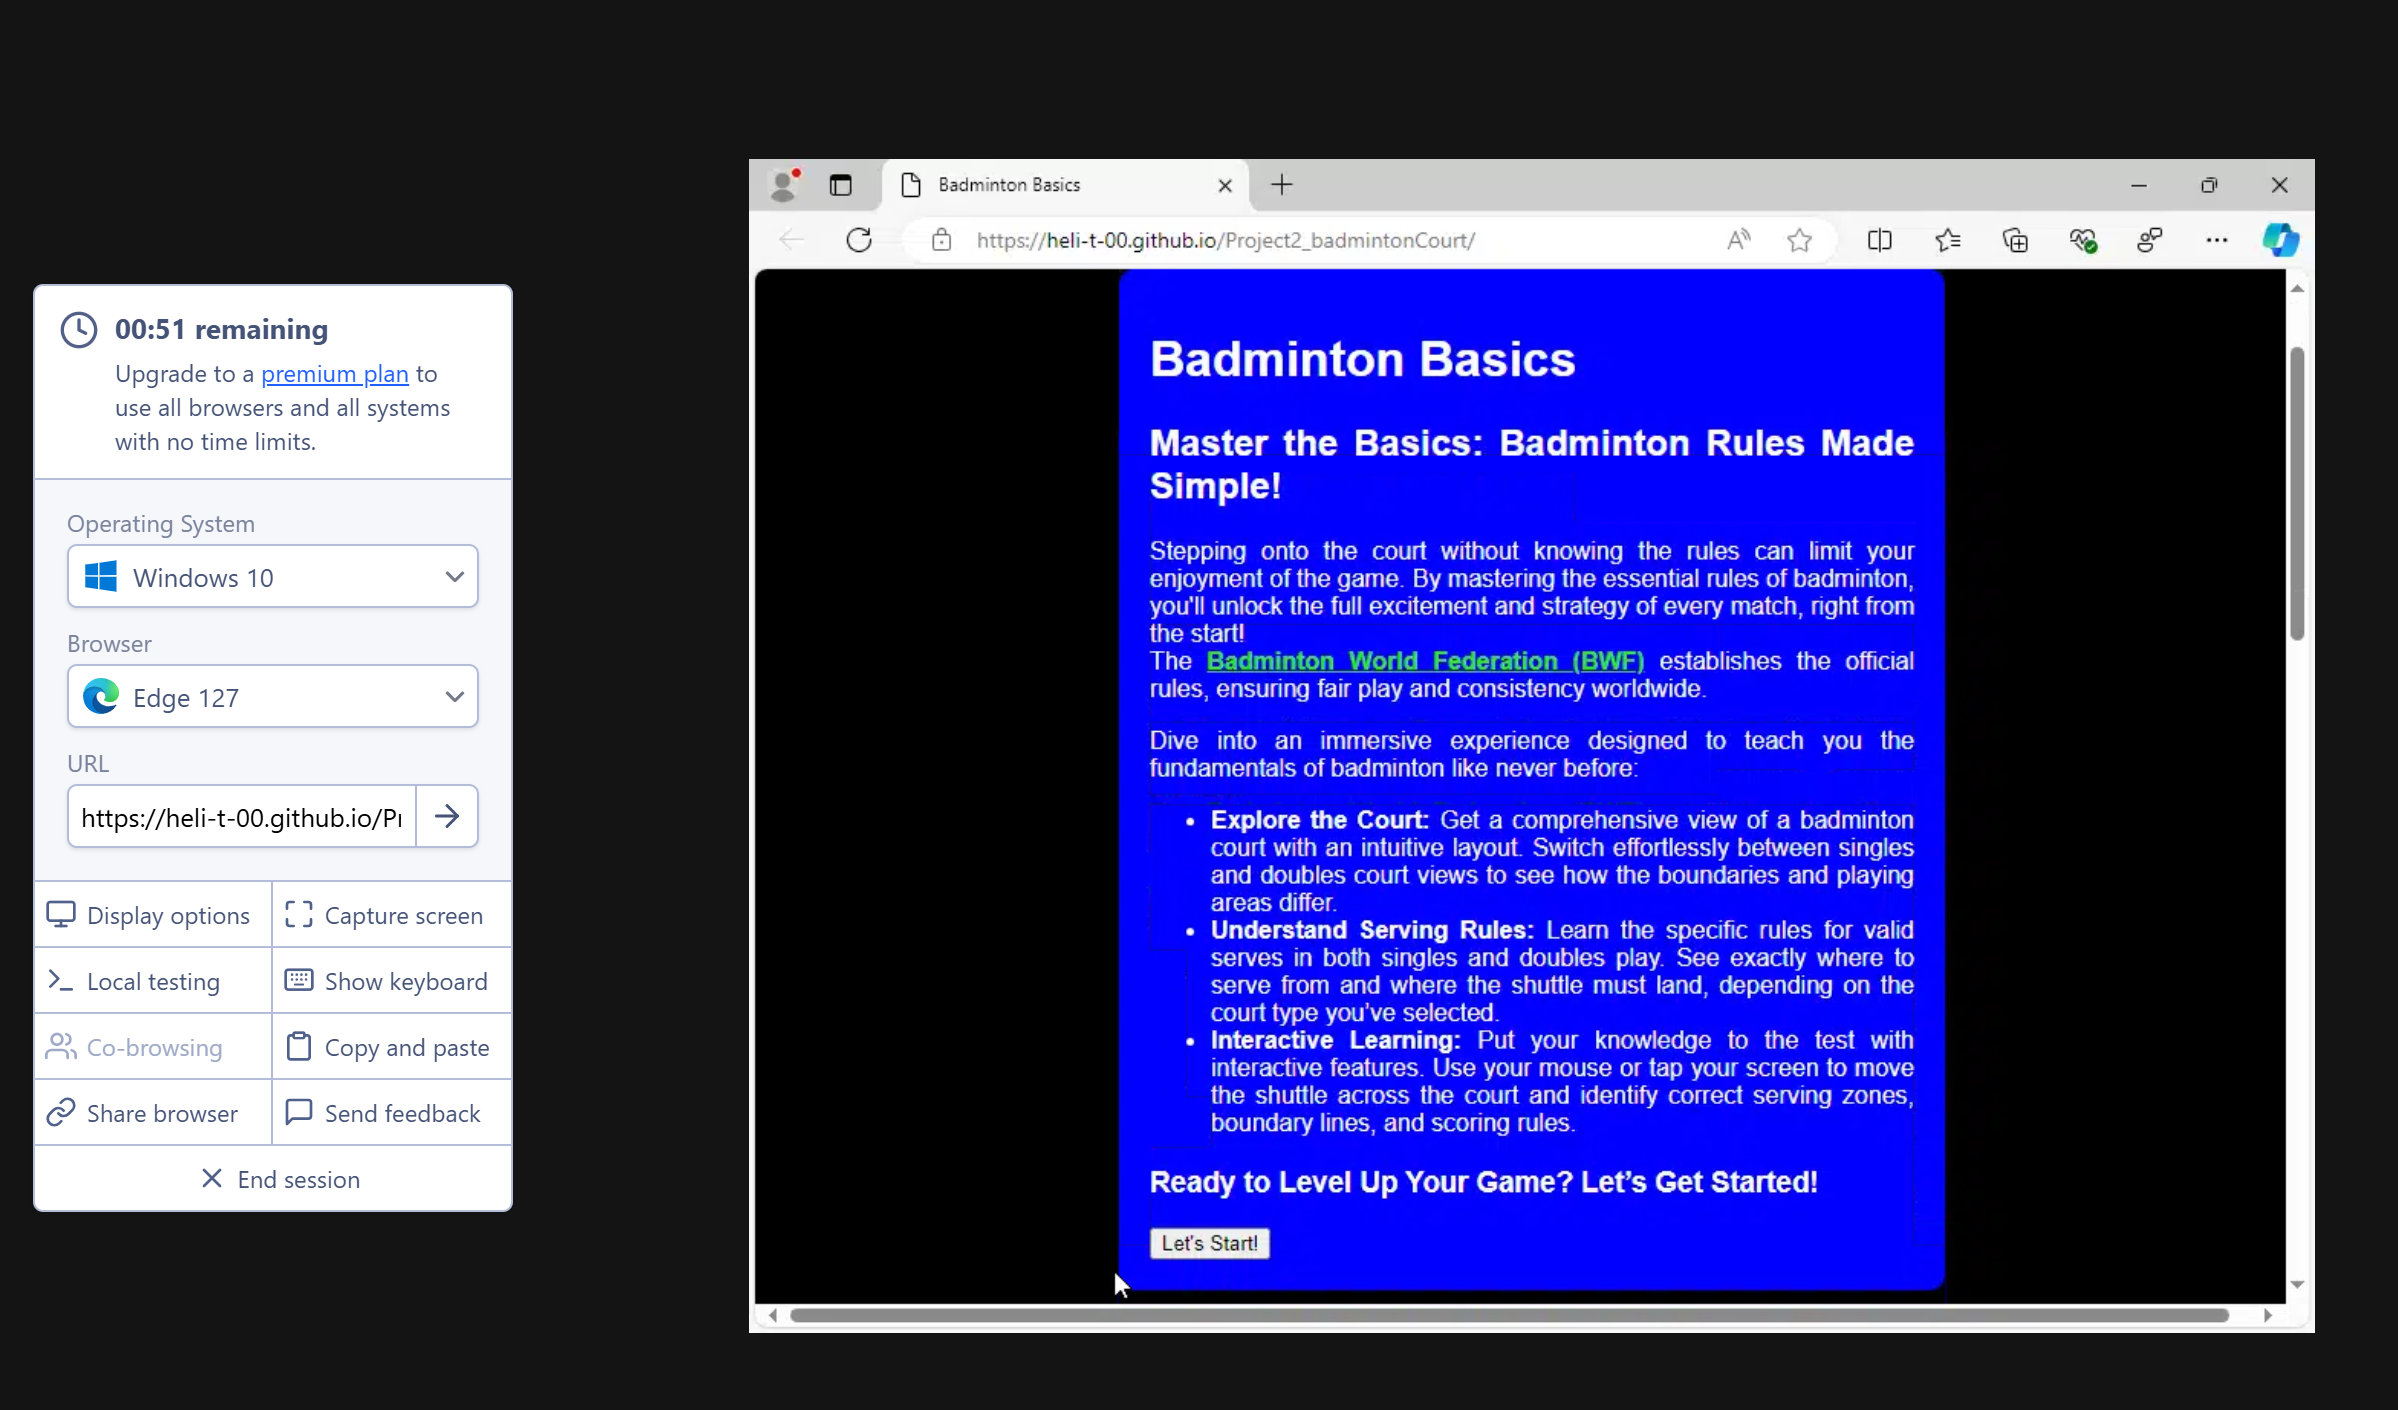 00:51 remaining
Upgrade to a premium plan to
use all browsers and all systems
with no time limits.
Operating System
Windows 10
Browser
Edge 127
URL
https://heli-t-00.github.io/Pr
Display options
Capture screen
Local testing
Show keyboard
Co-browsing
Copy and paste
Share browser
Send feedback
End session
Badminton Basics
https://heli-t-00.github.io/Project2_badmintonCourt/
Badminton Basics
Master the Basics: Badminton Rules Made
Simple!
Stepping onto the court without knowing the rules can limit your
enjoyment of the game. By mastering the essential rules of badminton,
you'll unlock the full excitement and strategy of every match, right from
the start!
The Badminton World Federation (BWF) establishes the official
rules, ensuring fair play and consistency worldwide.
Dive into an immersive experience designed to teach you the
fundamentals of badminton like never before:
• Explore the Court: Get a comprehensive view of a badminton
court with an intuitive layout. Switch effortlessly between singles
and doubles court views to see how the boundaries and playing
areas differ.
• Understand Serving Rules: Learn the specific rules for valid
serves in both singles and doubles play. See exactly where to
serve from and where the shuttle must land, depending on the
court type you’ve selected.
• Interactive Learning: Put your knowledge to the test with
interactive features. Use your mouse or tap your screen to move
the shuttle across the court and identify correct serving zones,
boundary lines, and scoring rules.
Ready to Level Up Your Game? Let’s Get Started!
Let's Start!